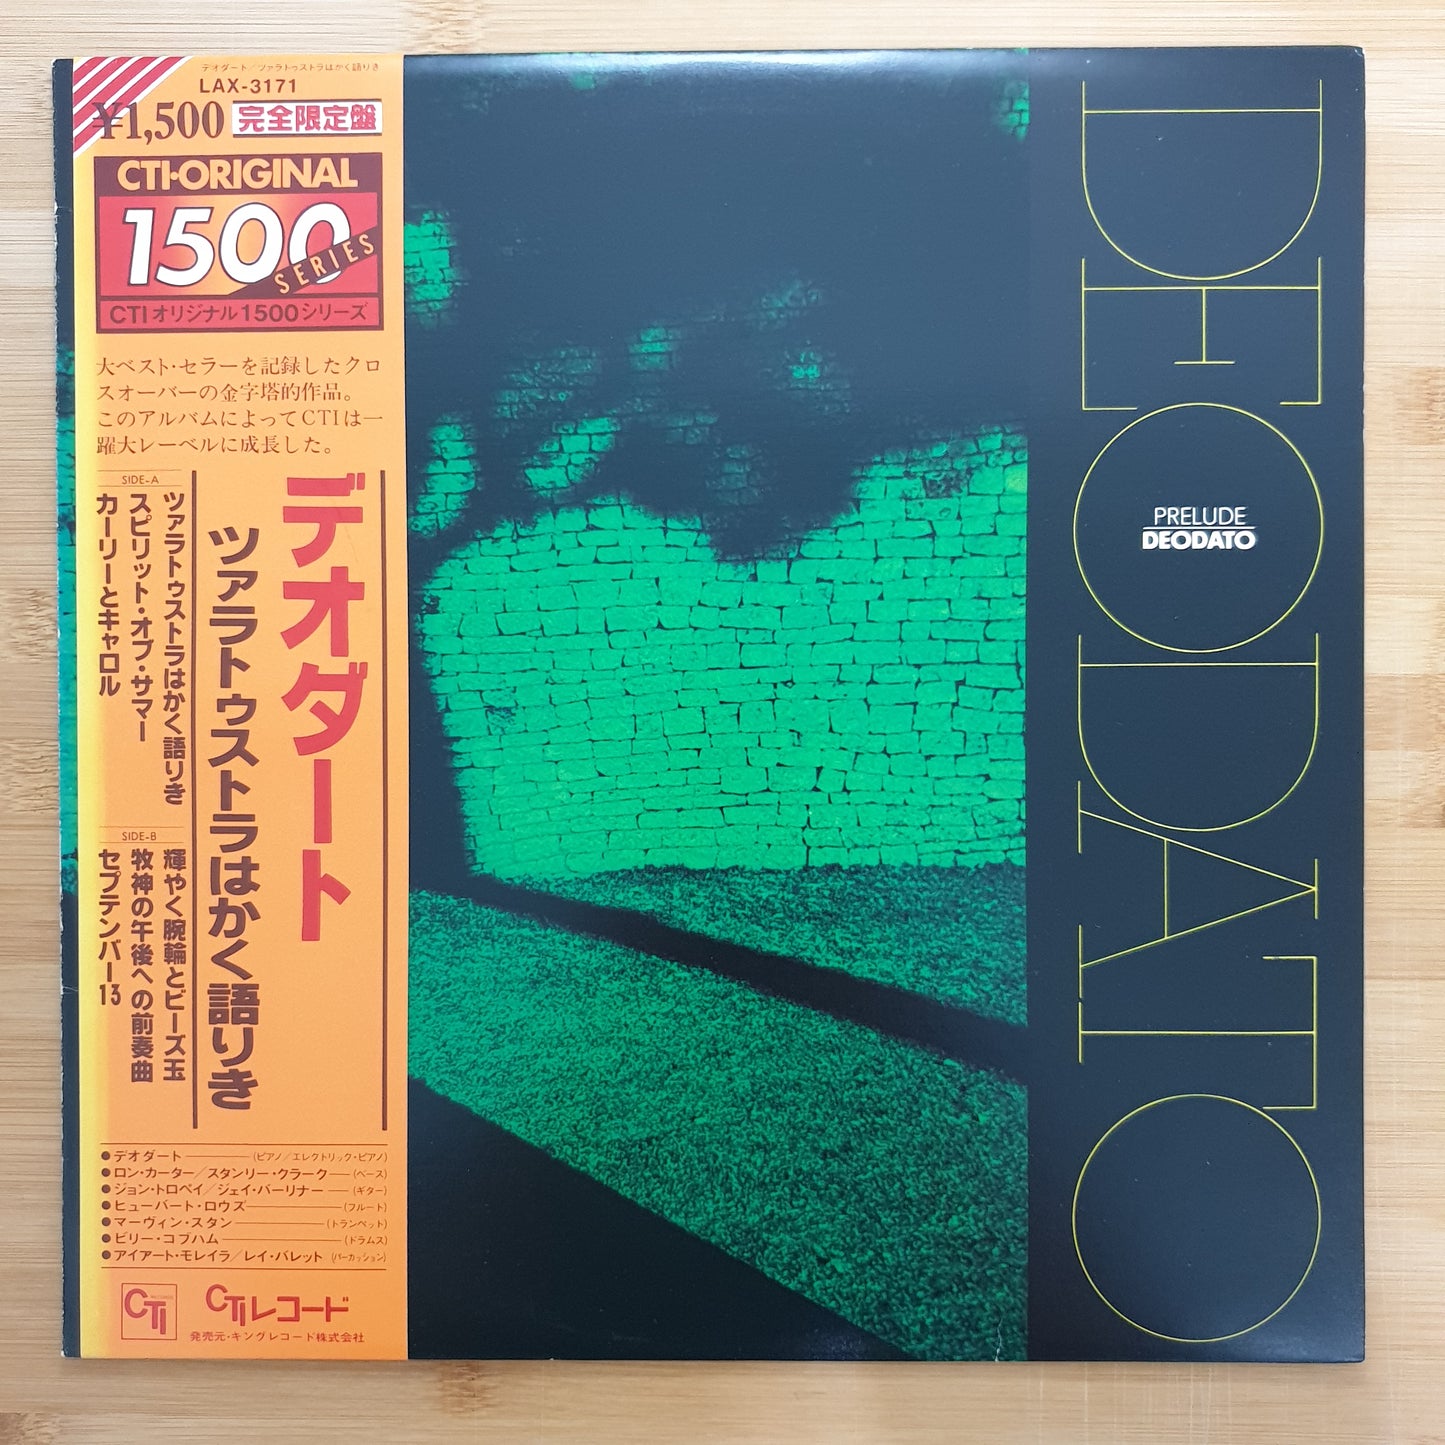 デオダート／ツァラトゥストラはかく語りき
LAX-3171
¥1,500 完全限定盤
CTI·ORIGINAL
1500
SERIES
CTIオリジナル1500シリーズ
大ベスト・セラーを記録したクロ
スオーバーの金字塔的作品。
このアルバムによってCTIは一
躍大レーベルに成長した。
デオダート
ツァラトゥストラはかく語りき
SIDE-A
ツァラトゥストラはかく語りき
スピリット・オブ・サマー
カーリーとキャロル
SIDE-B
輝やく腕輪とビーズ玉
牧神の午後への前奏曲
セプテンバー13
●デオダート——(ピアノ／エレクトリック・ピアノ)
●ロン・カーター／スタンリー・クラーク——(ベース)
●ジョン・トロペイ／ジェイ・バーリナー——(ギター)
●ヒューバート・ロウズ——(フルート)
●マーヴィン・スタン——(トランペット)
●ビリー・コブハム——(ドラムス)
●アイアート・モレイラ／レイ・バレット (パーカッション)
CTI
CTIレコード
発売元・キングレコード株式会社
DEODATO
PRELUDE
DEODATO